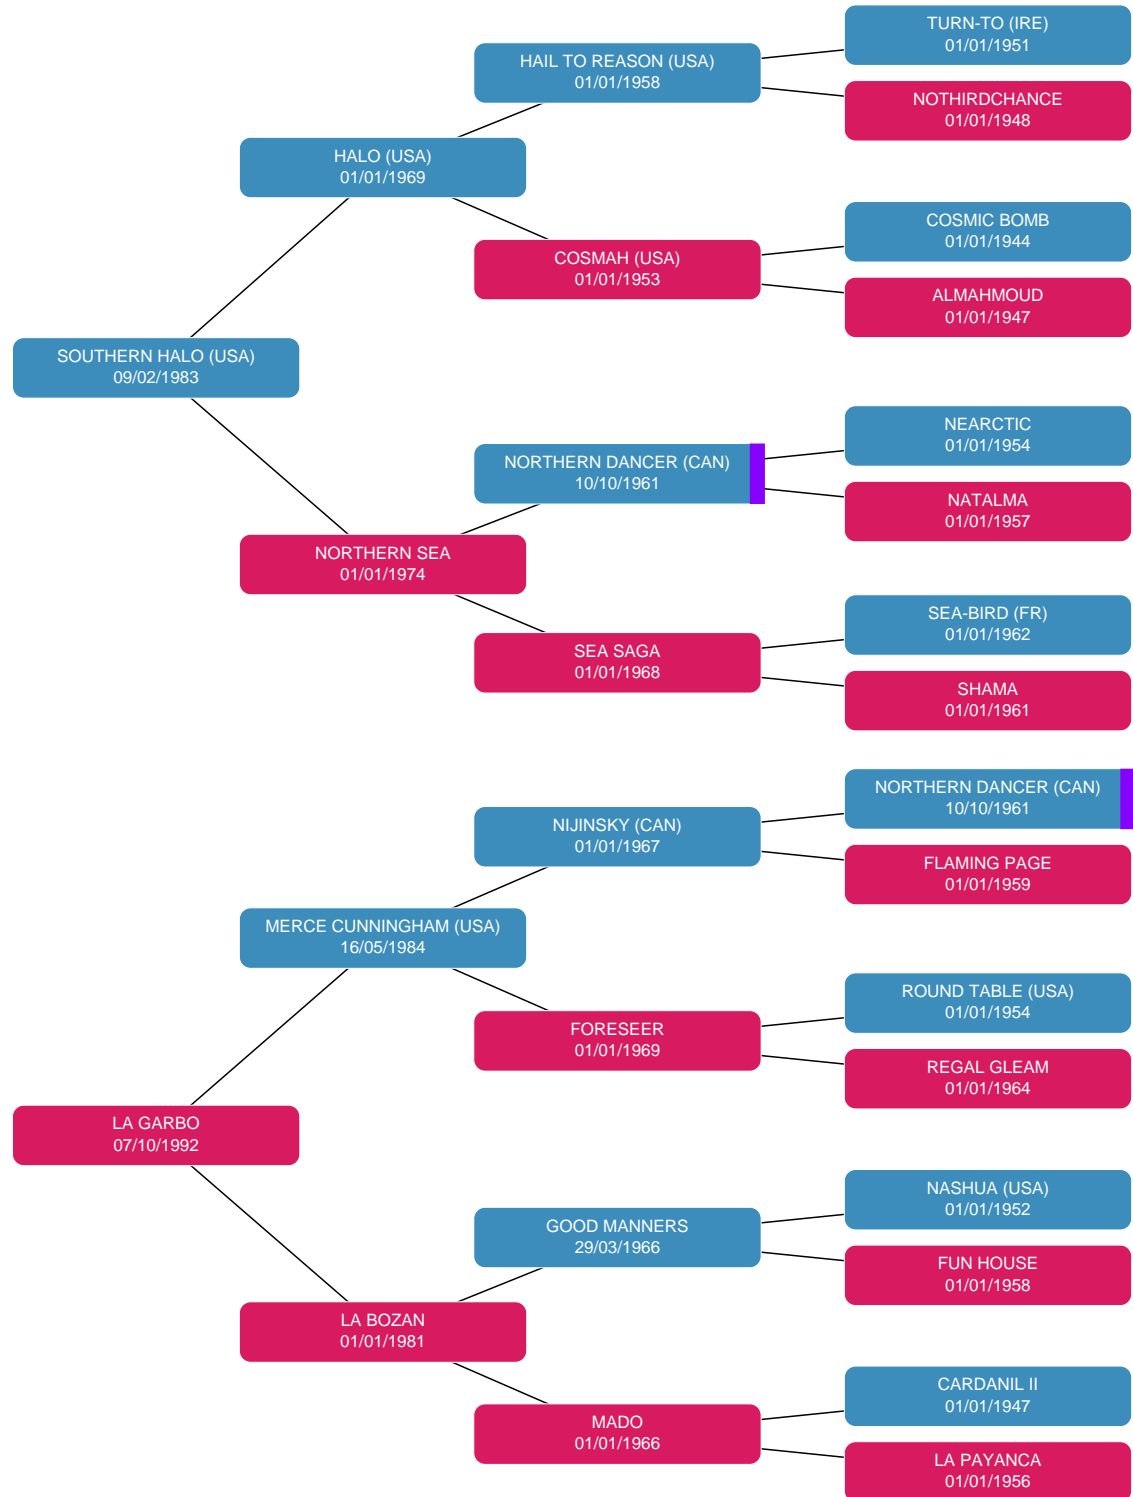 TURN-TO (IRE)
01/01/1951
HAIL TO REASON (USA)
01/01/1958
NOTHIRDCHANCE
01/01/1948
HALO (USA)
01/01/1969
COSMIC BOMB
01/01/1944
COSMAH (USA)
01/01/1953
ALMAHMOUD
01/01/1947
SOUTHERN HALO (USA)
09/02/1983
NEARCTIC
01/01/1954
NORTHERN DANCER (CAN)
10/10/1961
NATALMA
01/01/1957
NORTHERN SEA
01/01/1974
SEA-BIRD (FR)
01/01/1962
SEA SAGA
01/01/1968
SHAMA
01/01/1961
NORTHERN DANCER (CAN)
10/10/1961
NIJINSKY (CAN)
01/01/1967
FLAMING PAGE
01/01/1959
MERCE CUNNINGHAM (USA)
16/05/1984
ROUND TABLE (USA)
01/01/1954
FORESEER
01/01/1969
REGAL GLEAM
01/01/1964
LA GARBO
07/10/1992
NASHUA (USA)
01/01/1952
GOOD MANNERS
29/03/1966
FUN HOUSE
01/01/1958
LA BOZAN
01/01/1981
CARDANIL II
01/01/1947
MADO
01/01/1966
LA PAYANCA
01/01/1956